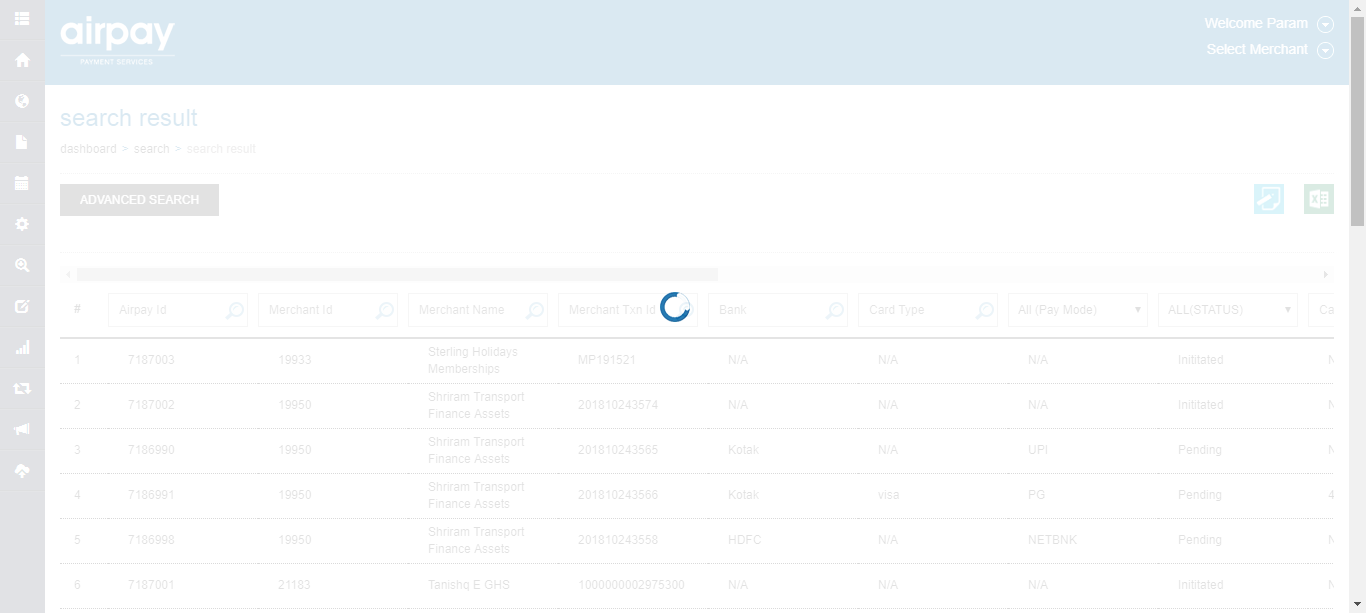 airpay
PAYMENT SERVICES
Welcome Param
Select Merchant
search result
dashboard > search > search result
ADVANCED SEARCH
# Airpay Id Merchant Id Merchant Name Merchant Txn Id Bank Card Type All (Pay Mode) ALL(STATUS) Ca
1 7187003 19933 Sterling Holidays Memberships MP191521 N/A N/A N/A Inititated N
2 7187002 19950 Shriram Transport Finance Assets 201810243574 N/A N/A N/A Inititated N
3 7186990 19950 Shriram Transport Finance Assets 201810243565 Kotak N/A UPI Pending N
4 7186991 19950 Shriram Transport Finance Assets 201810243566 Kotak visa PG Pending 4
5 7186998 19950 Shriram Transport Finance Assets 201810243558 HDFC N/A NETBNK Pending N
6 7187001 21183 Tanishq E GHS 1000000002975300 N/A N/A N/A Inititated N